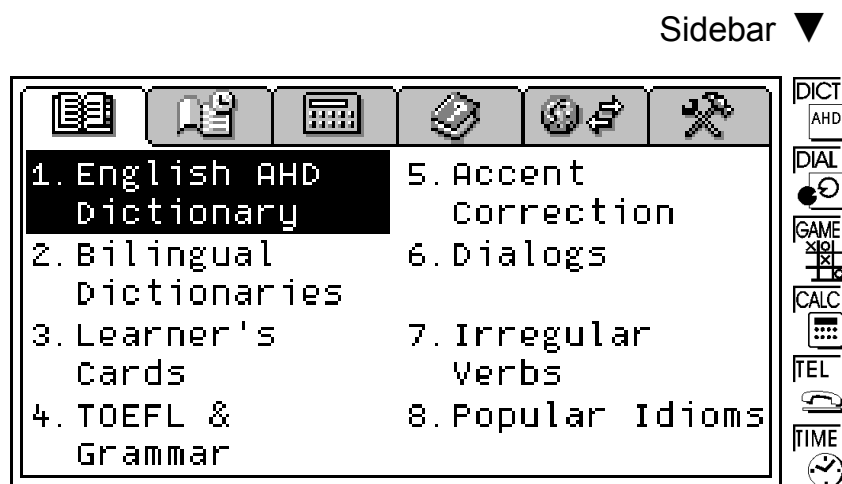 Sidebar ▼
1. English AHD
Dictionary
2. Bilingual
Dictionaries
3. Learner's
Cards
4. TOEFL &
Grammar
5. Accent
Correction
6. Dialogs
7. Irregular
Verbs
8. Popular Idioms
DICT
AHD
DIAL
GAME
CALC
TEL
TIME